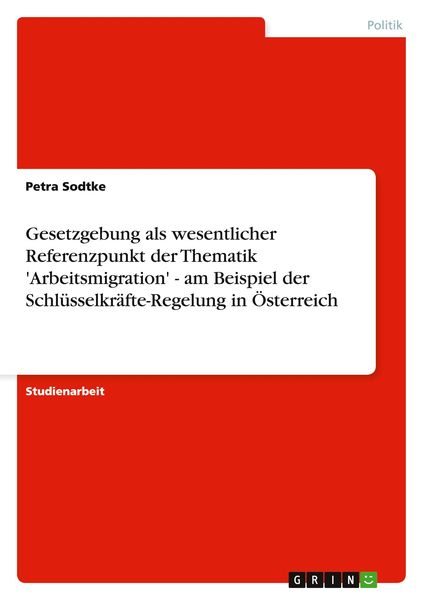 Politik
Petra Sodtke
Gesetzgebung als wesentlicher
Referenzpunkt der Thematik
'Arbeitsmigration' - am Beispiel der
Schlüsselkräfte-Regelung in Österreich
Studienarbeit
GRIN